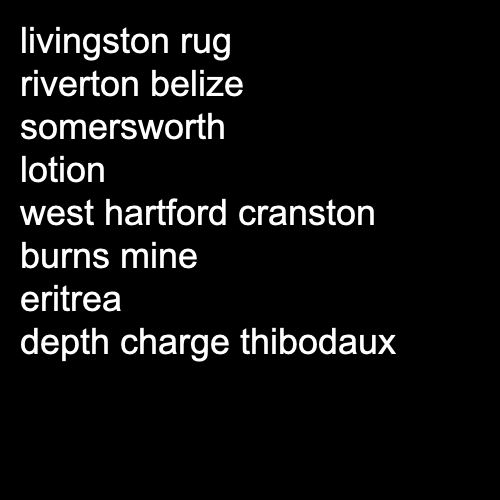 livingston rug
riverton belize
somersworth
lotion
west hartford cranston
burns mine
eritrea
depth charge thibodaux